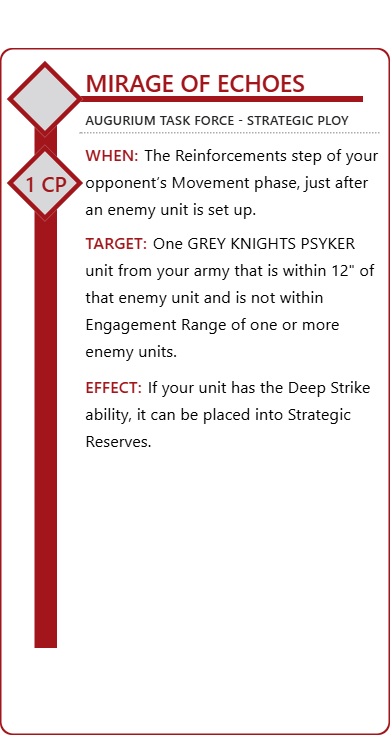 MIRAGE OF ECHOES
AUGURIUM TASK FORCE - STRATEGIC PLOY
1 CP
WHEN: The Reinforcements step of your
opponent's Movement phase, just after
an enemy unit is set up.
TARGET: One GREY KNIGHTS PSYKER
unit from your army that is within 12" of
that enemy unit and is not within
Engagement Range of one or more
enemy units.
EFFECT: If your unit has the Deep Strike
ability, it can be placed into Strategic
Reserves.